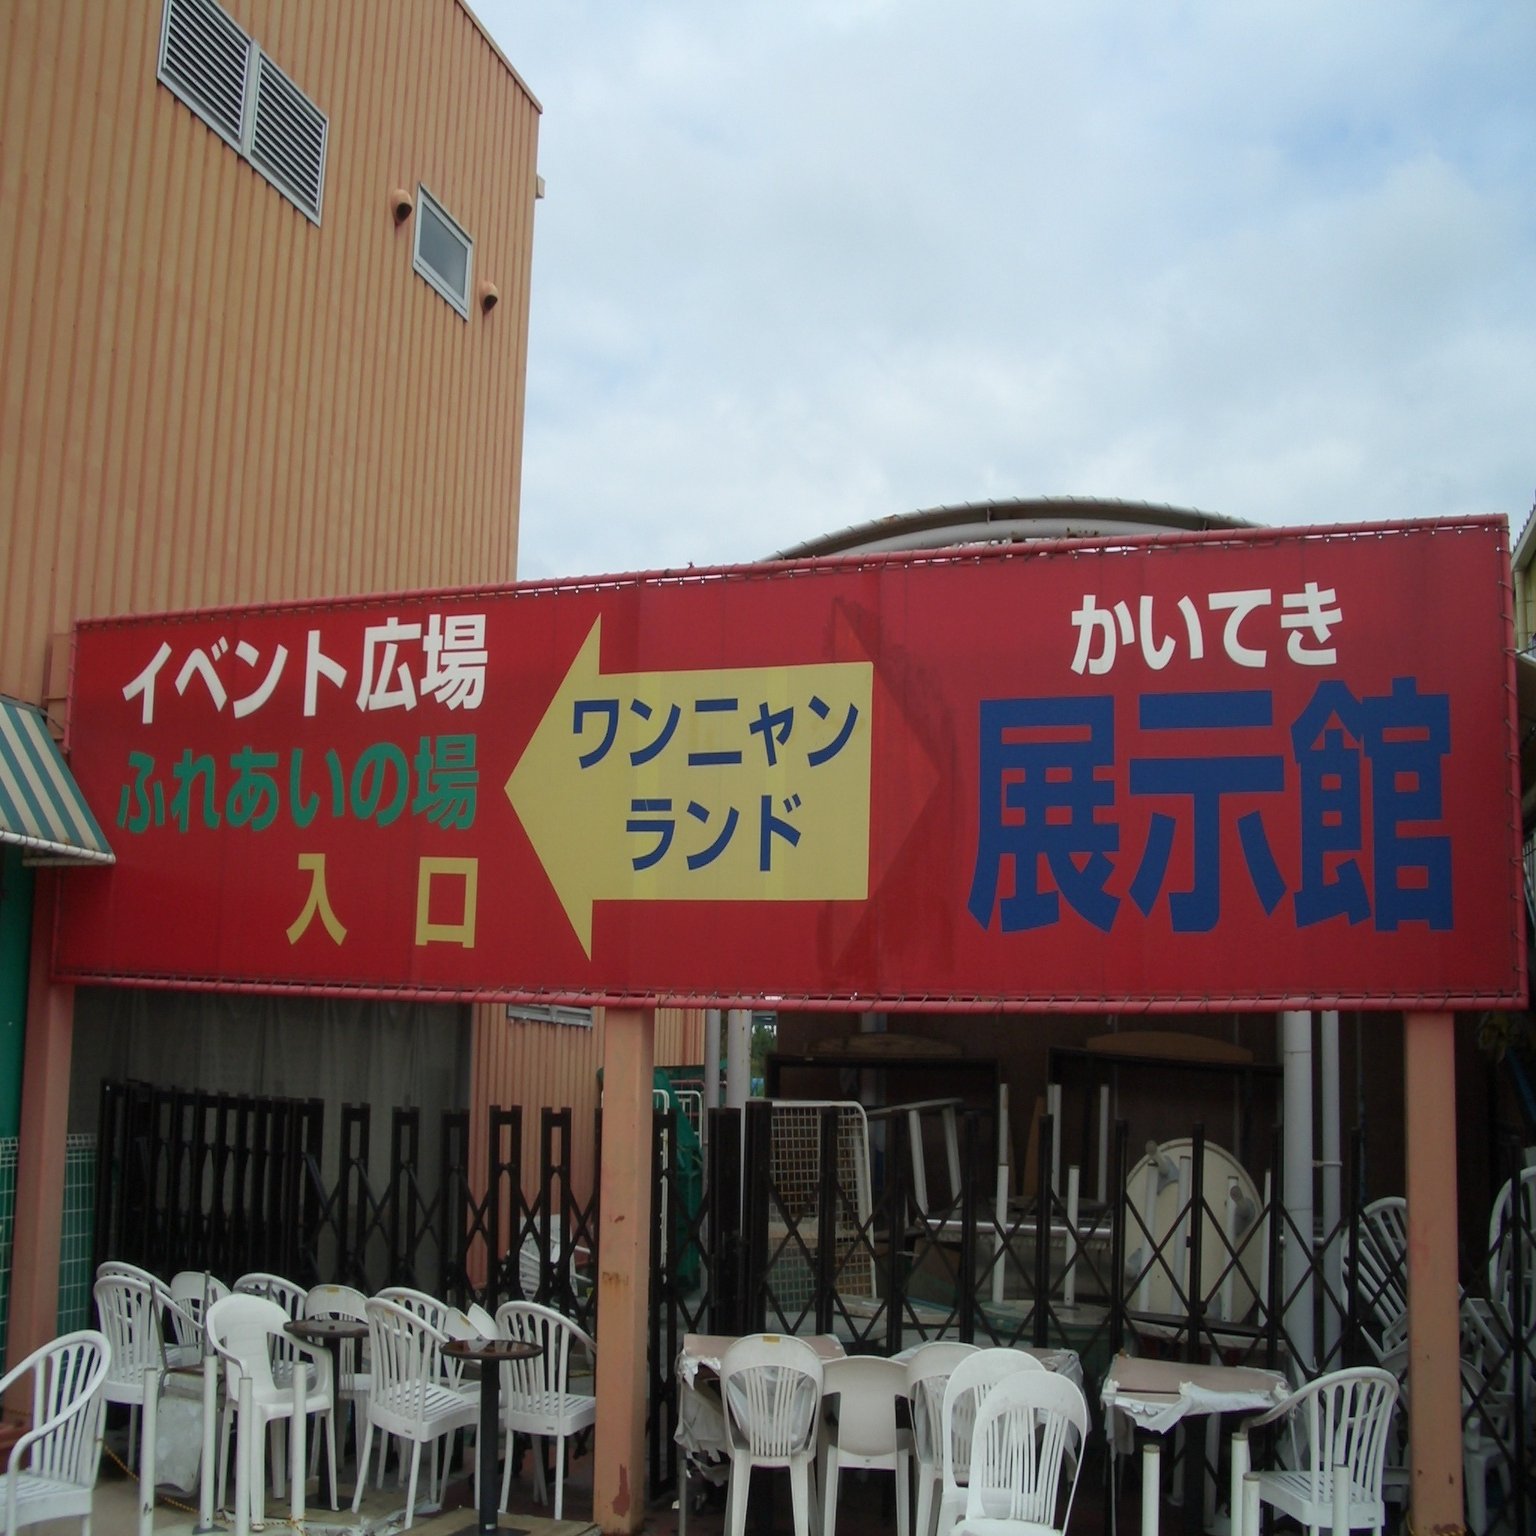 イベント広場
ふれあいの場
入口
ワンニャン
ランド
かいてき
展示館